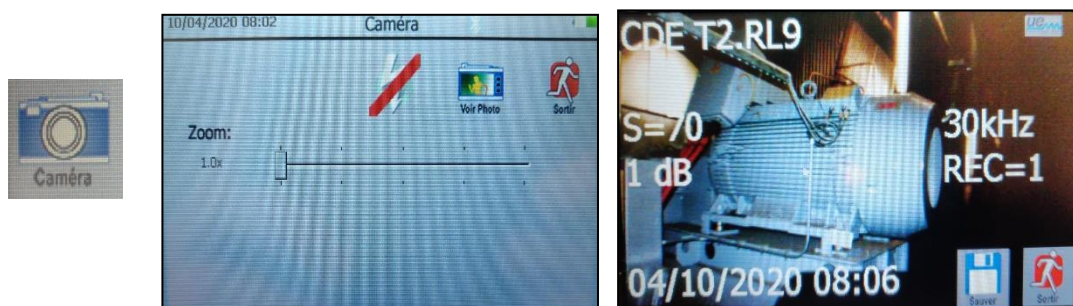 Caméra
10/04/2020 08:02 Caméra
Voir Photo Sortir
Zoom:
1.0x
CDE T2.RL9
S=70 30kHz
1 dB REC=1
04/10/2020 08:06
Sauver Sortir